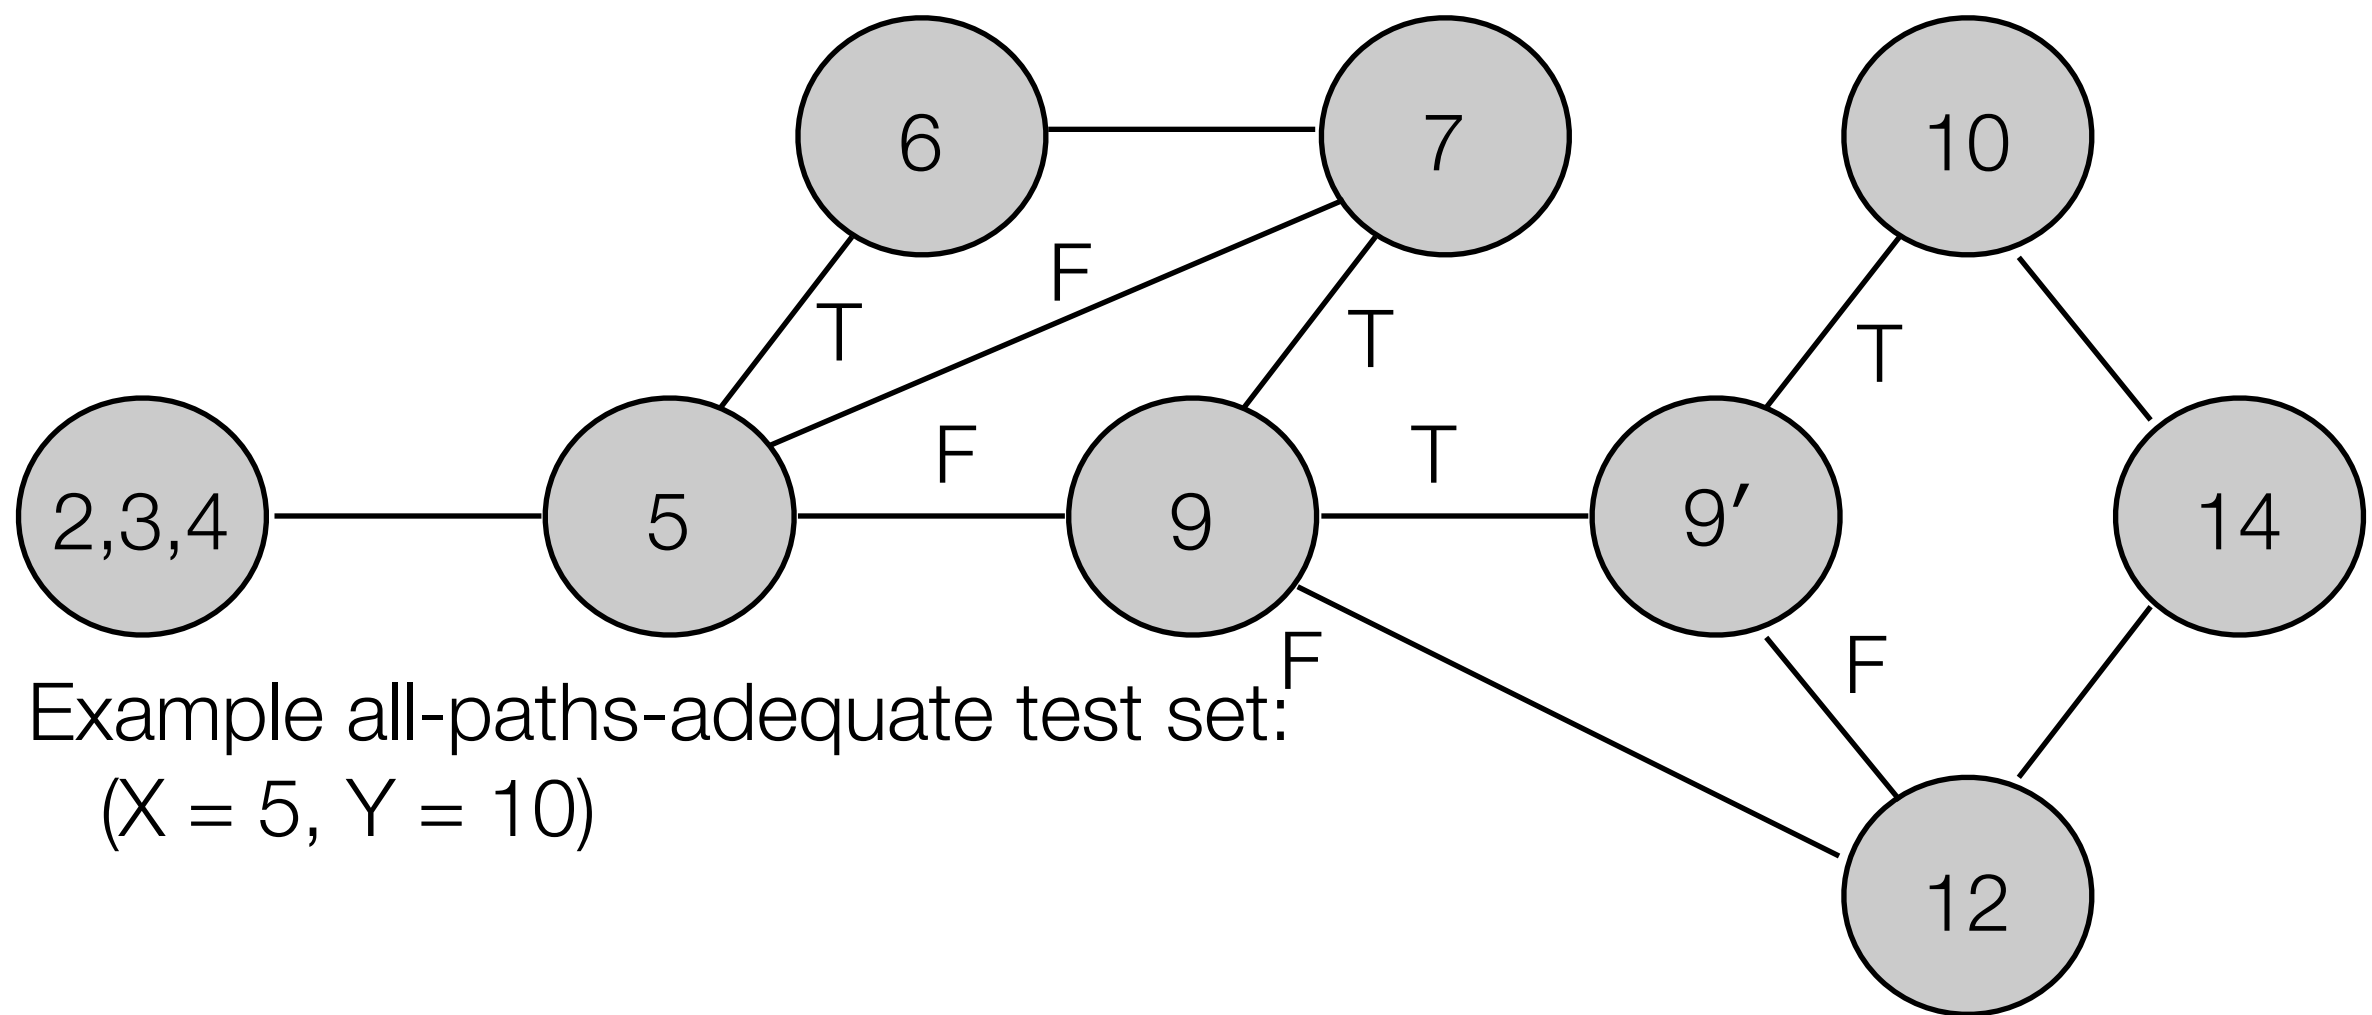 6
7
10
F
T
T
T
F
T
2,3,4
5
9
9′
14
F
F
Example all-paths-adequate test set:
(X = 5, Y = 10)
12